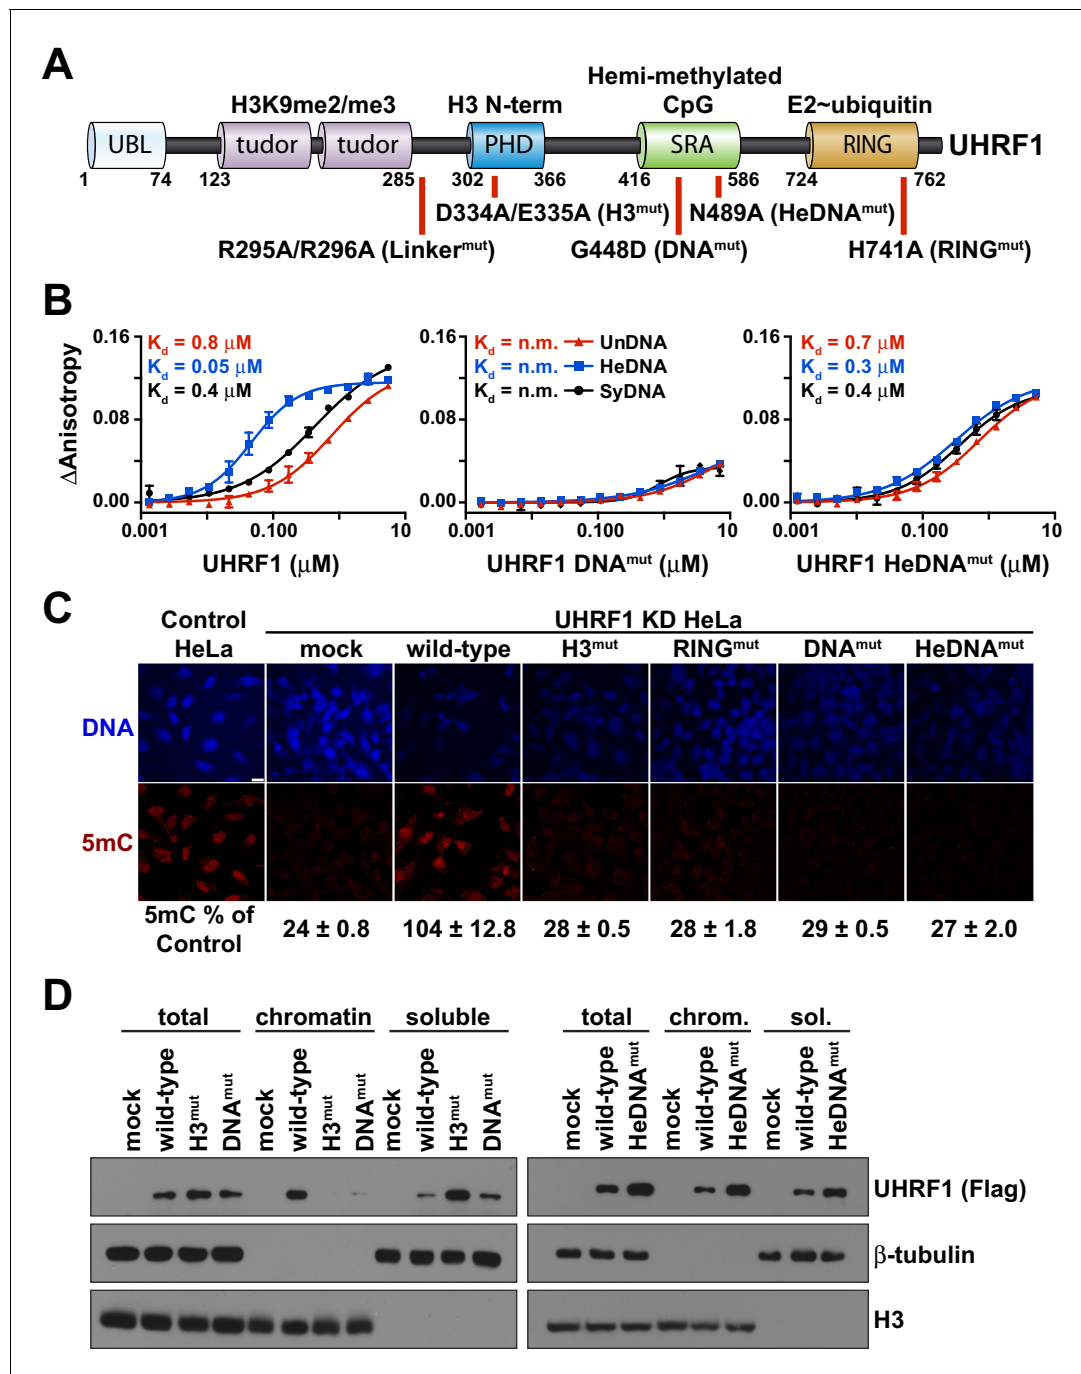 A
Hemi-methylated
H3K9me2/me3 H3 N-term CpG E2~ubiquitin
UBL tudor tudor PHD SRA RING UHRF1
1 74 123 285 302 366 416 586 724 762
D334A/E335A (H3mut) N489A (HeDNAmut)
R295A/R296A (Linkermut) G448D (DNAmut) H741A (RINGmut)
B
ΔAnisotropy
0.16
0.08
0.00
Kd = 0.8 μM
Kd = 0.05 μM
Kd = 0.4 μM
0.001 0.100 10
UHRF1 (μM)
0.16
0.08
0.00
Kd = n.m. UnDNA
Kd = n.m. HeDNA
Kd = n.m. SyDNA
0.001 0.100 10
UHRF1 DNAmut (μM)
0.16
0.08
0.00
Kd = 0.7 μM
Kd = 0.3 μM
Kd = 0.4 μM
0.001 0.100 10
UHRF1 HeDNAmut (μM)
C
Control
HeLa
UHRF1 KD HeLa
mock wild-type H3mut RINGmut DNAmut HeDNAmut
DNA
5mC
5mC % of
Control
24 ± 0.8 104 ± 12.8 28 ± 0.5 28 ± 1.8 29 ± 0.5 27 ± 2.0
D
total chromatin soluble
mock wild-type H3mut DNAmut mock wild-type H3mut DNAmut mock wild-type H3mut DNAmut
total chrom. sol.
mock wild-type HeDNAmut mock wild-type HeDNAmut mock wild-type HeDNAmut
UHRF1 (Flag)
β-tubulin
H3